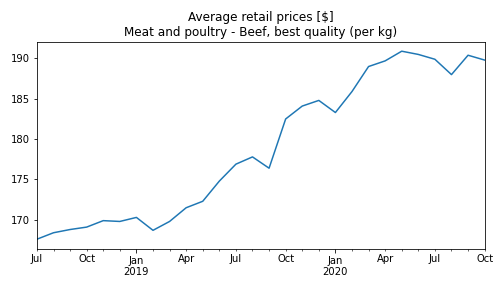 Average retail prices [$]
Meat and poultry - Beef, best quality (per kg)
190
185
180
175
170
Jul Oct Jan Apr Jul Oct Jan Apr Jul Oct
2019 2020